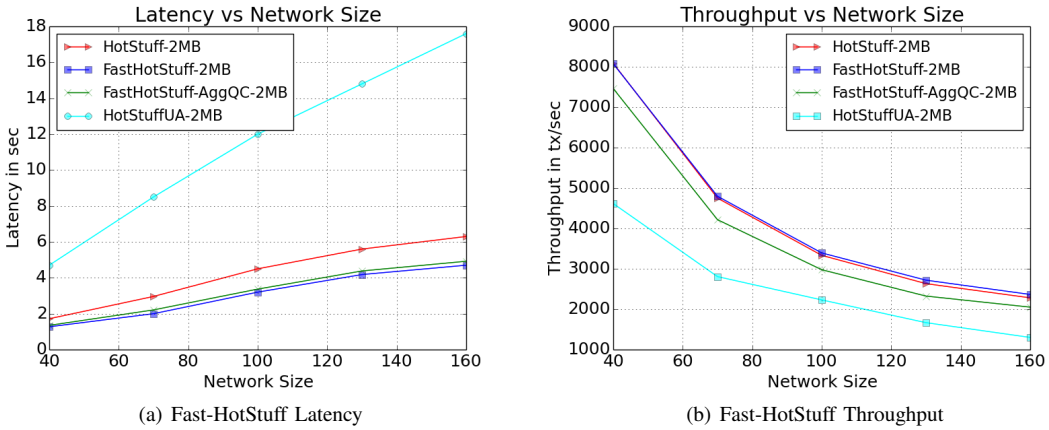 Latency vs Network Size
18
16
14
12
10
8
6
4
2
0
40 60 80 100 120 140 160
Latency in sec
Network Size
HotStuff-2MB
FastHotStuff-2MB
FastHotStuff-AggQC-2MB
HotStuffUA-2MB
(a) Fast-HotStuff Latency
Throughput vs Network Size
9000
8000
7000
6000
5000
4000
3000
2000
1000
40 60 80 100 120 140 160
Throughput in tx/sec
Network Size
HotStuff-2MB
FastHotStuff-2MB
FastHotStuff-AggQC-2MB
HotStuffUA-2MB
(b) Fast-HotStuff Throughput